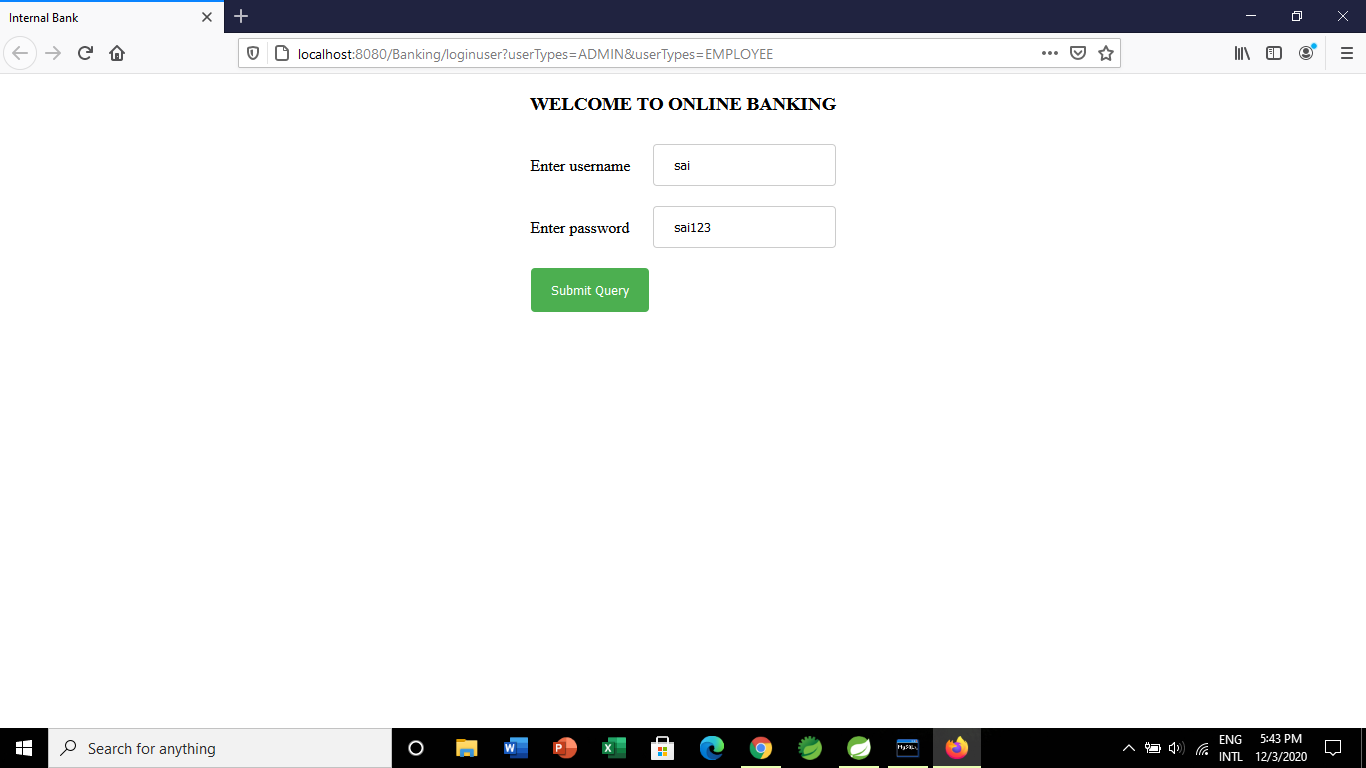 Internal Bank
localhost:8080/Banking/loginuser?userTypes=ADMIN&userTypes=EMPLOYEE
WELCOME TO ONLINE BANKING
Enter username sai
Enter password sai123
Submit Query
Search for anything
ENG 5:43 PM
INTL 12/3/2020